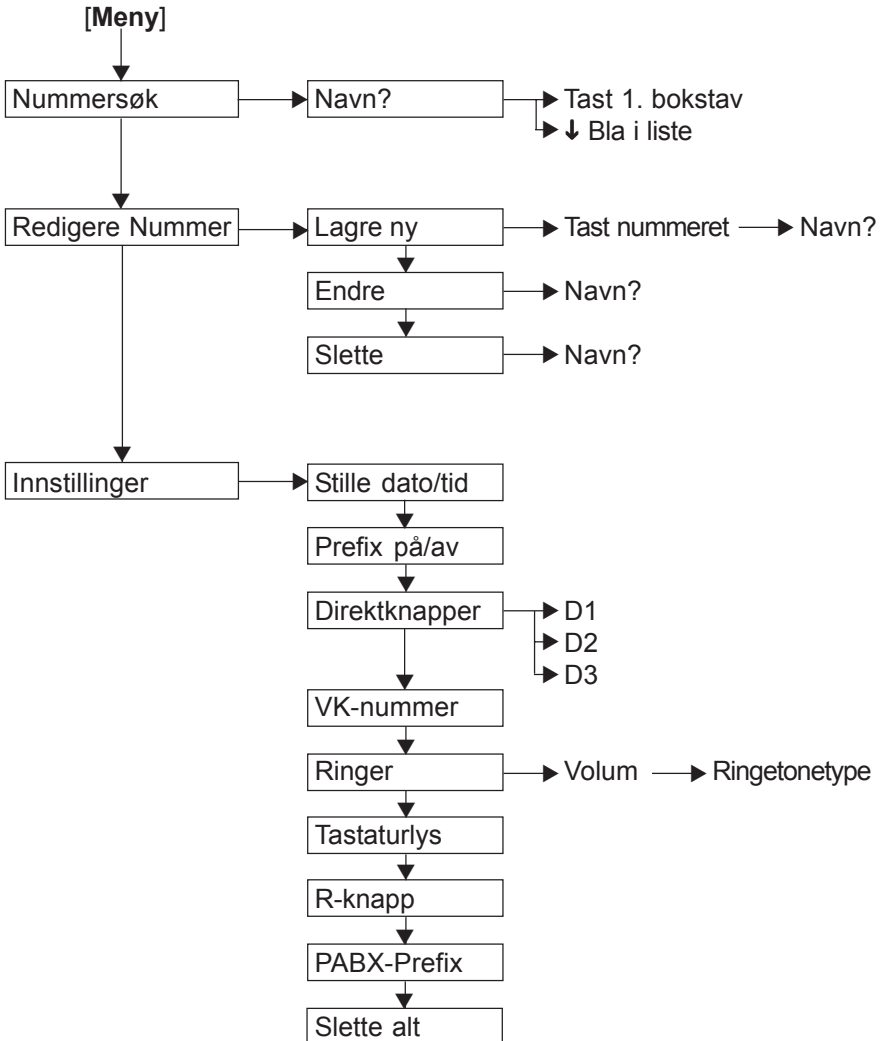 [Meny]
Nummersøk Navn? Tast 1. bokstav
↓ Bla i liste
Redigere Nummer Lagre ny Tast nummeret Navn?
Endre Navn?
Slette Navn?
Innstillinger Stille dato/tid
Prefix på/av
Direktknapper D1
D2
D3
VK-nummer
Ringer Volum Ringetonetype
Tastaturlys
R-knapp
PABX-Prefix
Slette alt